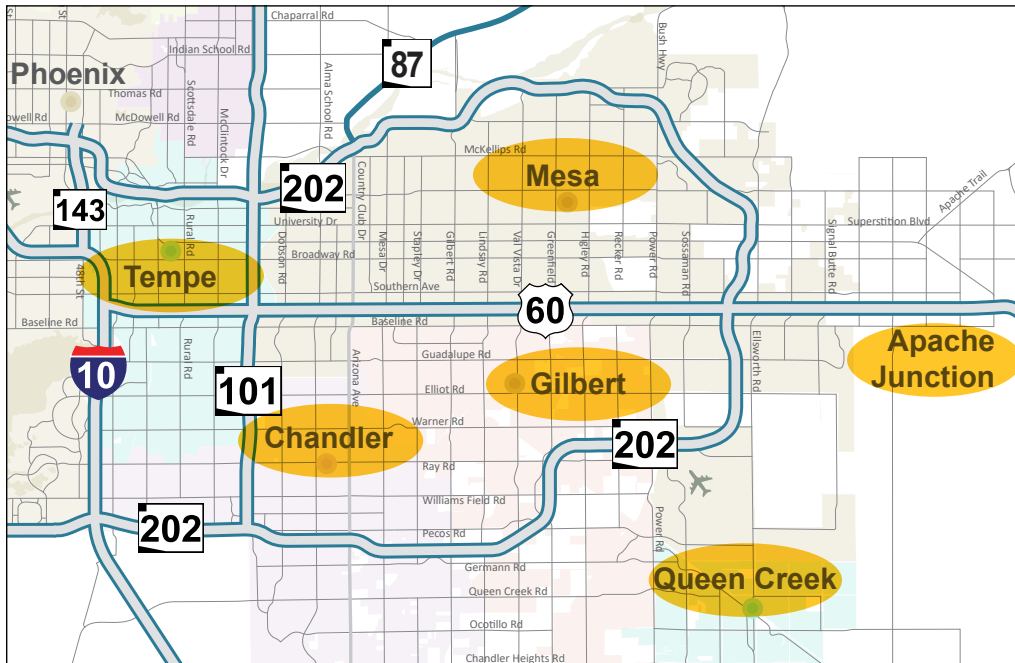 St
Chaparral Rd
Bush Hwy
Indian School Rd
87
Phoenix
Scottsdale Rd
McClintock Dr
Alma School Rd
Thomas Rd
McDowell Rd
owell Rd
McKellips Rd
Mesa
202
Country Club Dr
143
Apache Trail
University Dr
Superstition Blvd
Rural Rd
Dobson Rd
Broadway Rd
Mesa Dr
Stapley Dr
Gilbert Rd
Lindsay Rd
Val Vista Dr
Greenfield
Higley Rd
Recker Rd
Power Rd
Sossaman Rd
Signal Butte Rd
48th St
Tempe
Southern Ave
60
Baseline Rd
Baseline Rd
Apache
Junction
Rural Rd
Arizona Ave
Guadalupe Rd
Ellsworth Rd
10
101
Elliot Rd
Gilbert
Warner Rd
Chandler
202
Ray Rd
Williams Field Rd
202
Pecos Rd
Power Rd
Germann Rd
Queen Creek
Queen Creek Rd
Ocotillo Rd
Chandler Heights Rd